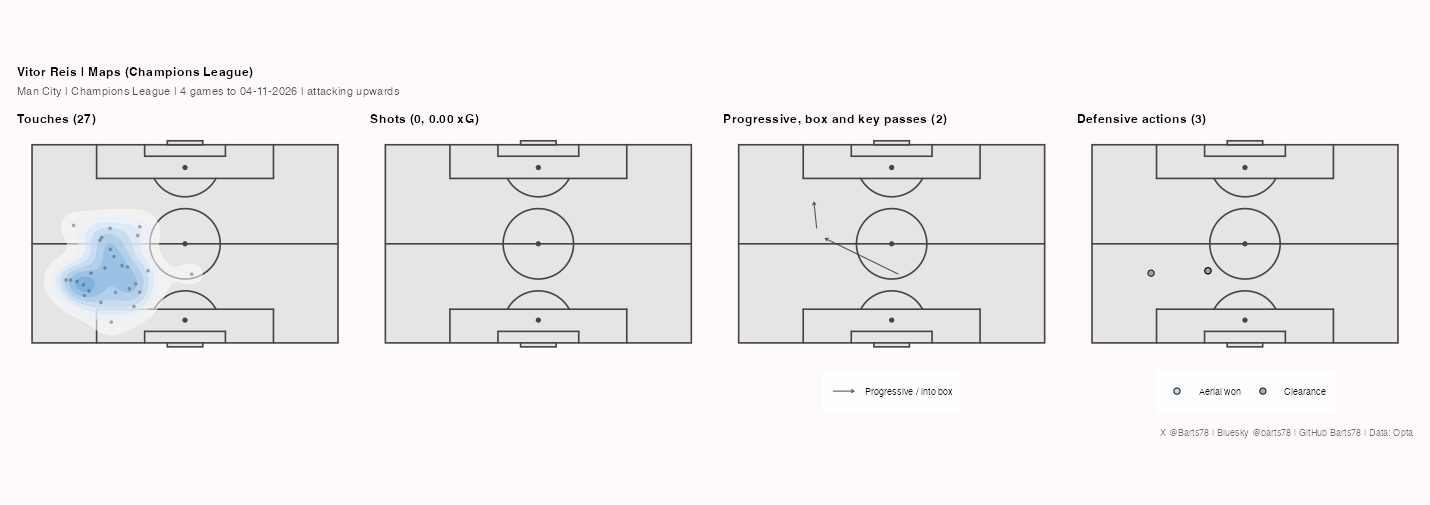 Vitor Reis | Maps (Champions League)
Man City | Champions League | 4 games to 04-11-2026 | attacking upwards
Touches (27)
Shots (0, 0.00 xG)
Progressive, box and key passes (2)
Defensive actions (3)
Progressive / into box
Aerial won
Clearance
X @Barts78 | Bluesky @barts78 | GitHub Barts78 | Data: Opta